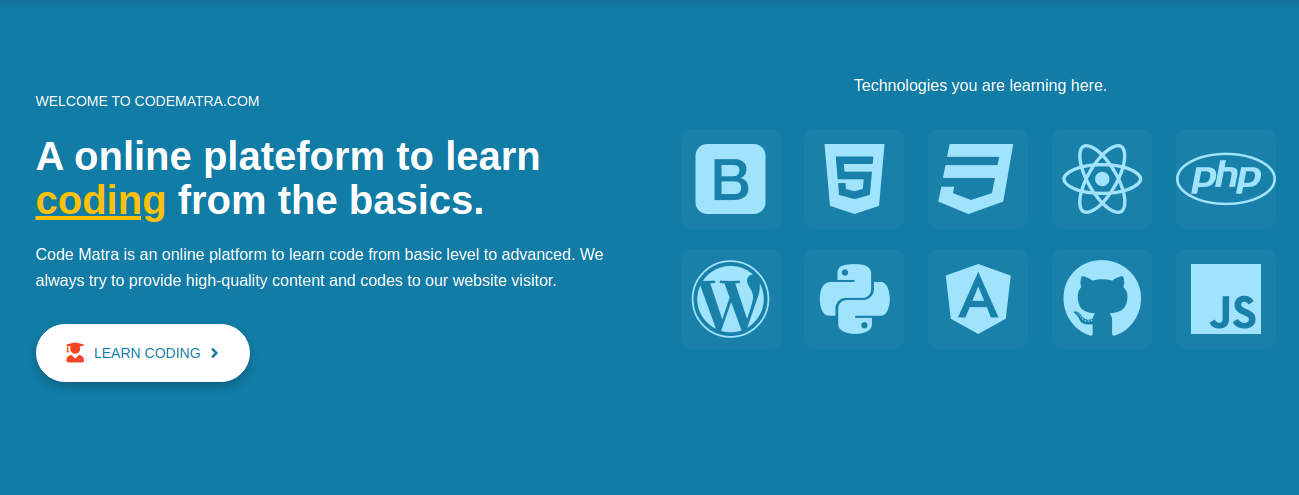 WELCOME TO CODEMATRA.COM
A online plateform to learn
coding from the basics.
Code Matra is an online platform to learn code from basic level to advanced. We
always try to provide high-quality content and codes to our website visitor.
LEARN CODING
Technologies you are learning here.
B
5
php
W
A
JS